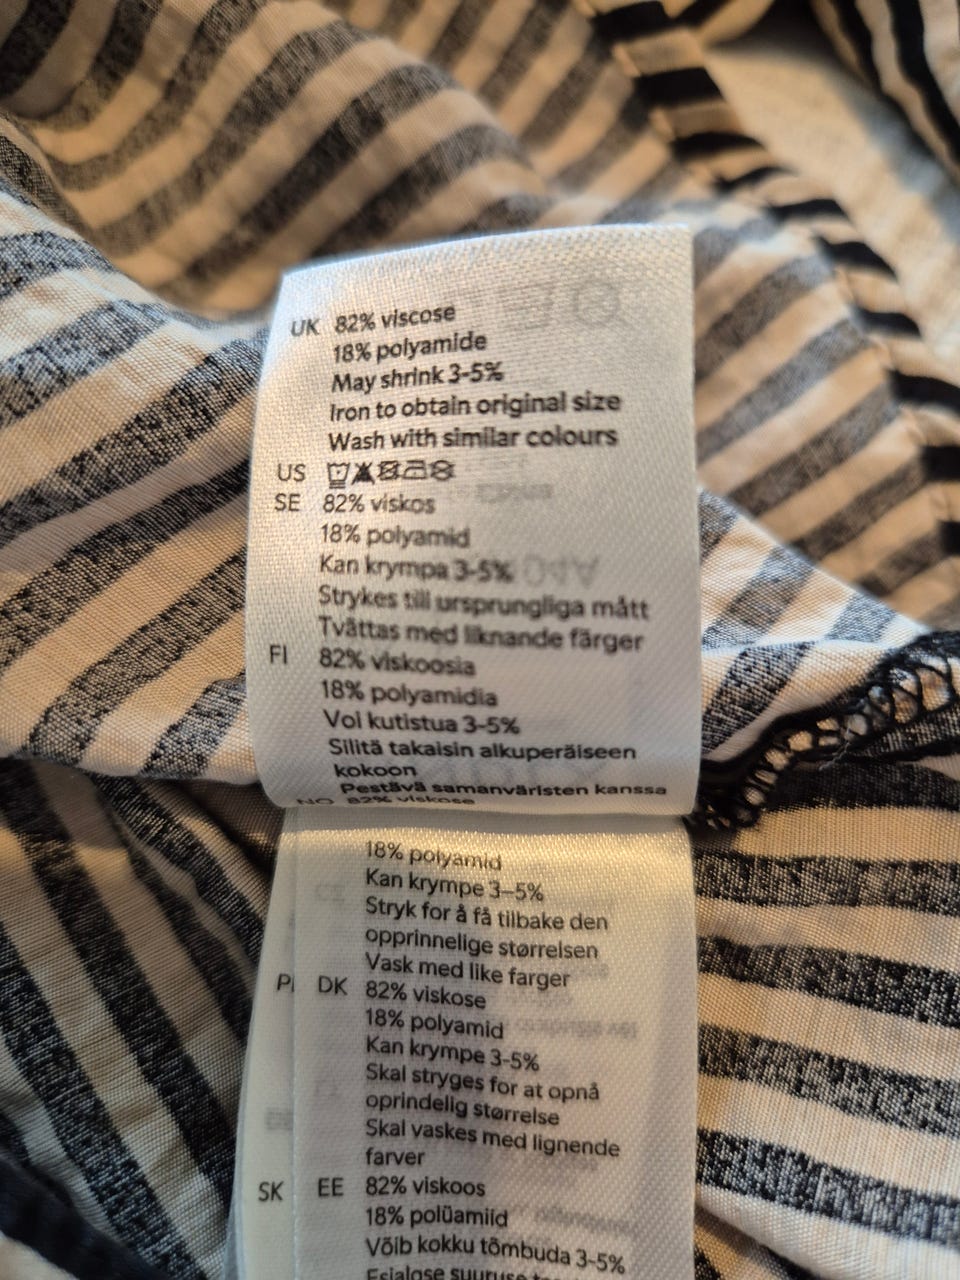 UK 82% viscose
18% polyamide
May shrink 3-5%
Iron to obtain original size
Wash with similar colours
US
SE 82% viskos
18% polyamid
Kan krympa 3-5%
Strykes till ursprungliga mått
Tvättas med liknande färger
FI 82% viskoosia
18% polyamidia
Voi kutistua 3-5%
Silitä takaisin alkuperäiseen
kokoon
Pestävä samanväristen kanssa
NO 82% viskose
18% polyamid
Kan krympe 3–5%
Stryk for å få tilbake den
opprinnelige størrelsen
Vask med like farger
DK 82% viskose
18% polyamid
Kan krympe 3-5%
Skal stryges for at opnå
oprindelig størrelse
Skal vaskes med lignende
farver
EE 82% viskoos
18% polüamiid
Võib kokku tõmbuda 3-5%
Esialgse suuruse
SK